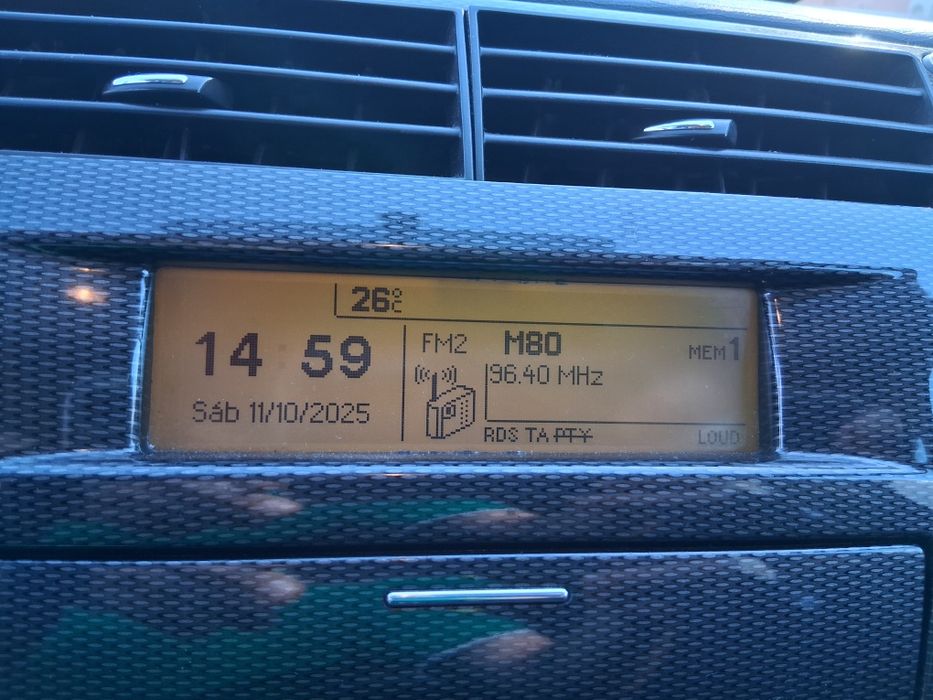 26°C
14 59
Sáb 11/10/2025
FM2 M80 MEM1
96.40 MHz
RDS TA PTY LOUD